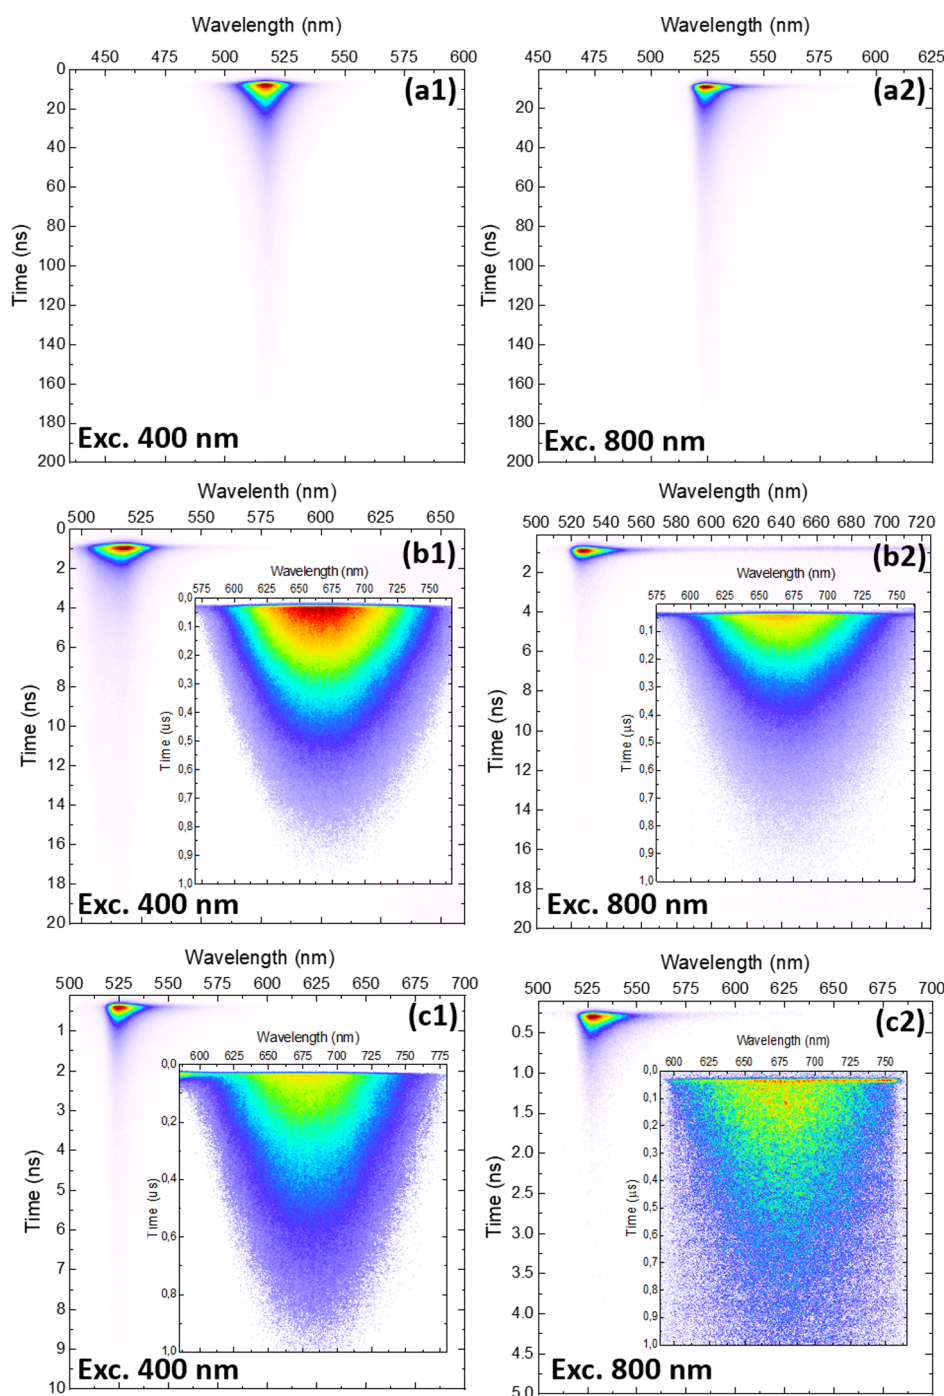 Wavelength (nm)
450 475 500 525 550 575 600
0 20 40 60 80 100 120 140 160 180 200
Time (ns)
(a1)
Exc. 400 nm
Wavelength (nm)
450 475 500 525 550 575 600 625
0 20 40 60 80 100 120 140 160 180 200
Time (ns)
(a2)
Exc. 800 nm
Wavelenth (nm)
500 525 550 575 600 625 650
0 2 4 6 8 10 12 14 16 18 20
Time (ns)
(b1)
Wavelength (nm)
575 600 625 650 675 700 725 750
0,0 0,1 0,2 0,3 0,4 0,5 0,6 0,7 0,8 0,9 1,0
Time (us)
Exc. 400 nm
Wavelength (nm)
500 520 540 560 580 600 620 640 660 680 700 720
0 2 4 6 8 10 12 14 16 18 20
Time (ns)
(b2)
Wavelength (nm)
575 600 625 650 675 700 725 750
0,1 0,2 0,3 0,4 0,5 0,6 0,7 0,8 0,9 1,0
Time (µs)
Exc. 800 nm
Wavelength (nm)
500 525 550 575 600 625 650 675 700
1 2 3 4 5 6 7 8 9 10
Time (ns)
(c1)
Wavelength (nm)
600 625 650 675 700 725 750 775
0,0 0,2 0,4 0,6 0,8 1,0
Time (us)
Exc. 400 nm
Wavelength (nm)
500 525 550 575 600 625 650 675 700
0.5 1.0 1.5 2.0 2.5 3.0 3.5 4.0 4.5 5.0
Time (ns)
(c2)
Wavelength (nm)
600 625 650 675 700 725 750
0,0 0,1 0,2 0,3 0,4 0,5 0,6 0,7 0,8 0,9 1,0
Time (µs)
Exc. 800 nm